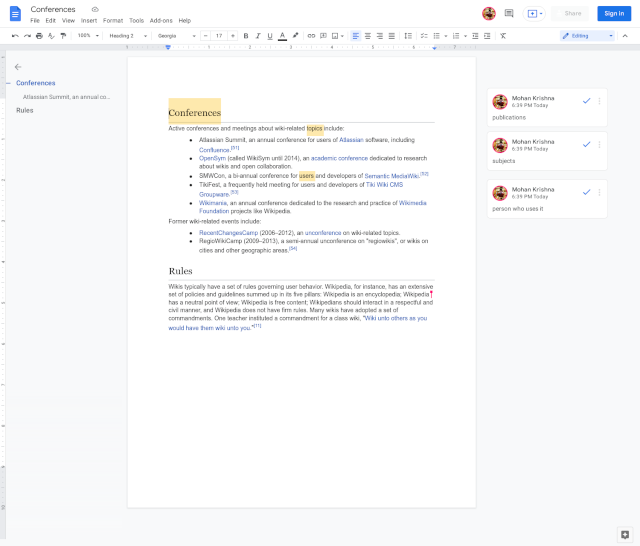 Conferences
File Edit View Insert Format Tools Add-ons Help
Share
Sign in
100% Heading 2 Georgia 17 B I U A Editing
Conferences
Atlassian Summit, an annual co...
Rules
Conferences
Active conferences and meetings about wiki-related topics include:
Atlassian Summit, an annual conference for users of Atlassian software, including
Confluence.[51]
OpenSym (called WikiSym until 2014), an academic conference dedicated to research
about wikis and open collaboration.
SMWCon, a bi-annual conference for users and developers of Semantic MediaWiki.[52]
TikiFest, a frequently held meeting for users and developers of Tiki Wiki CMS
Groupware.[53]
Wikimania, an annual conference dedicated to the research and practice of Wikimedia
Foundation projects like Wikipedia.
Former wiki-related events include:
RecentChangesCamp (2006–2012), an unconference on wiki-related topics.
RegioWikiCamp (2009–2013), a semi-annual unconference on "regiowikis", or wikis on
cities and other geographic areas.[54]
Rules
Wikis typically have a set of rules governing user behavior. Wikipedia, for instance, has an extensive
set of policies and guidelines summed up in its five pillars: Wikipedia is an encyclopedia; Wikipedia
has a neutral point of view; Wikipedia is free content; Wikipedians should interact in a respectful and
civil manner, and Wikipedia does not have firm rules. Many wikis have adopted a set of
commandments. One teacher instituted a commandment for a class wiki, "Wiki unto others as you
would have them wiki unto you."[11]
Mohan Krishna
6:39 PM Today
publications
Mohan Krishna
6:39 PM Today
subjects
Mohan Krishna
6:39 PM Today
person who uses it